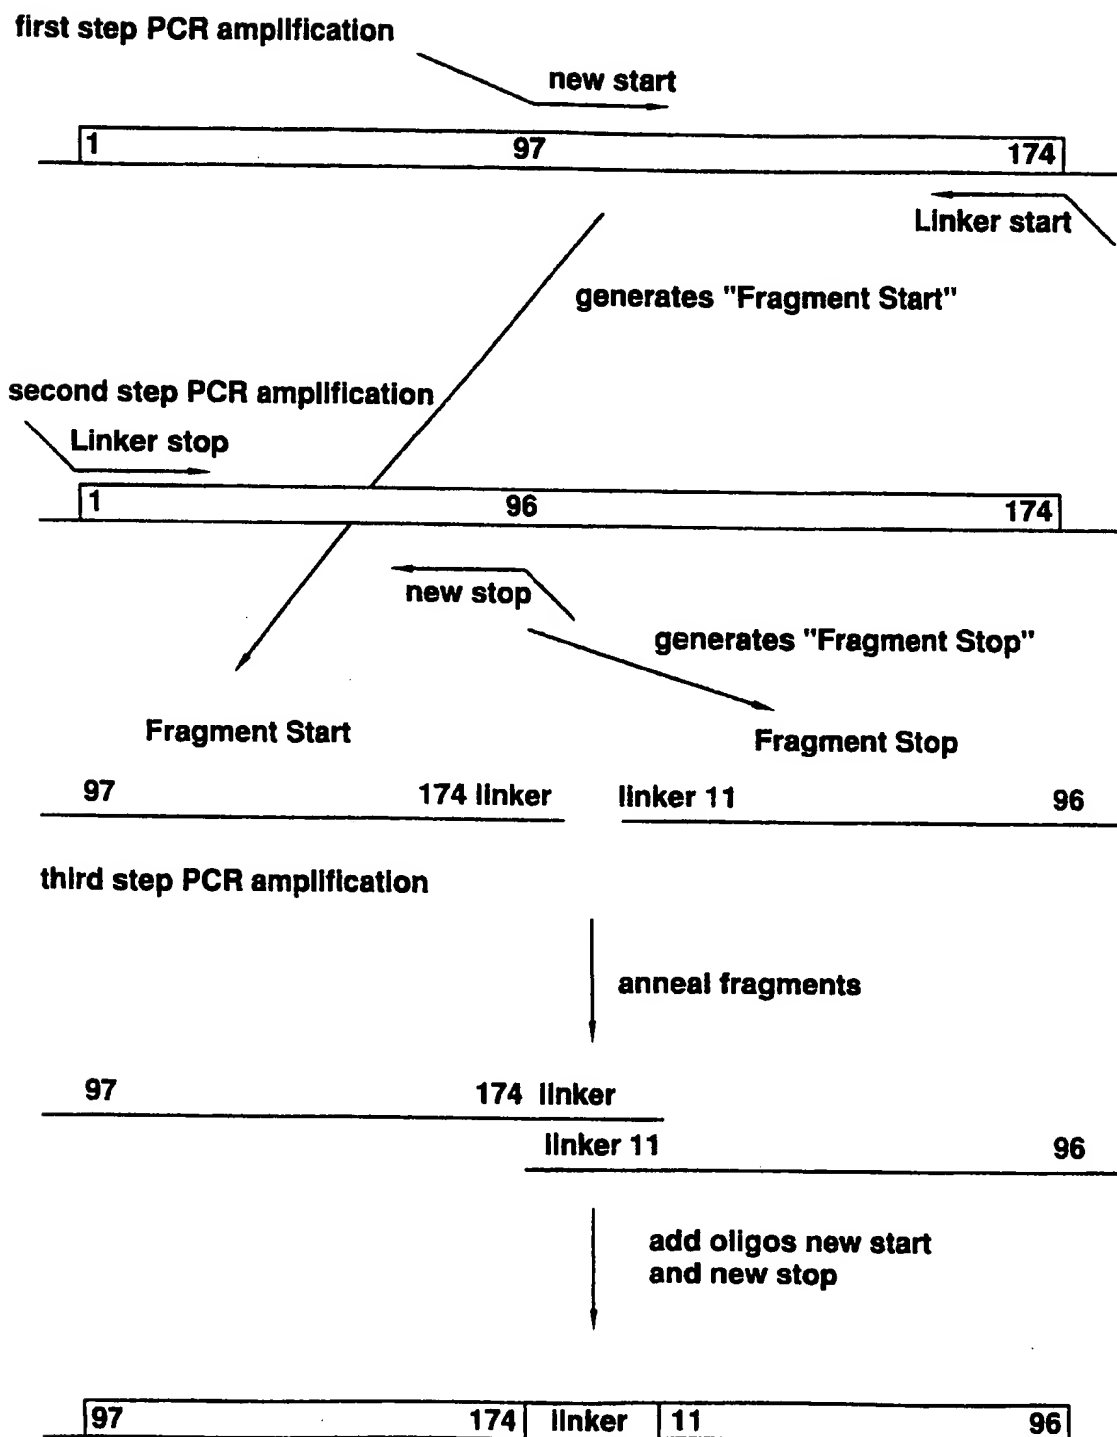 first step PCR amplification
new start
1 97 174
Linker start
generates "Fragment Start"
second step PCR amplification
Linker stop
1 96 174
new stop
generates "Fragment Stop"
Fragment Start Fragment Stop
97 174 linker linker 11 96
third step PCR amplification
anneal fragments
97 174 linker
linker 11 96
add oligos new start
and new stop
97 174 linker 11 96